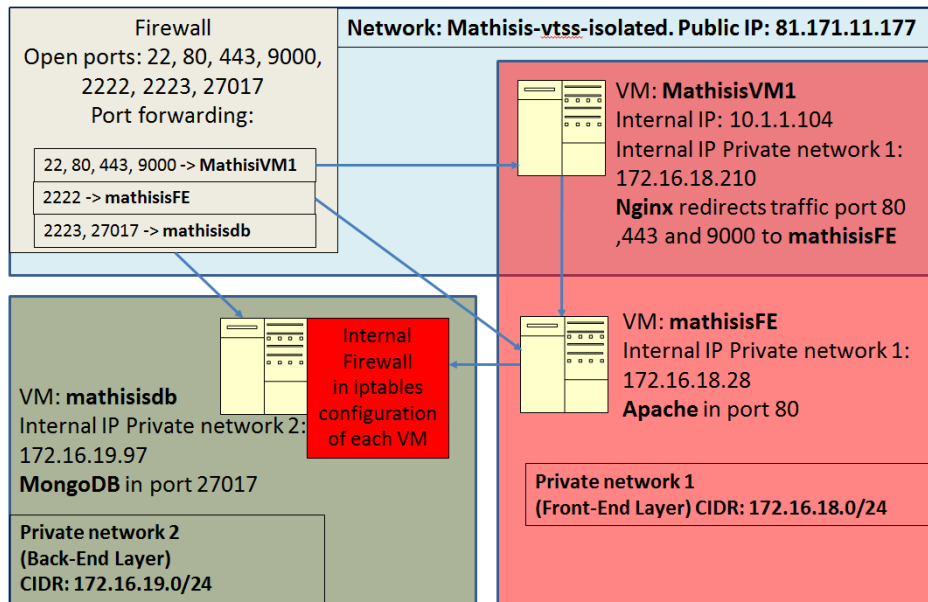 Firewall
Open ports: 22, 80, 443, 9000,
2222, 2223, 27017
Port forwarding:
22, 80, 443, 9000 -> MathisiVM1
2222 -> mathisisFE
2223, 27017 -> mathisisdb
Network: Mathisis-vtss-isolated. Public IP: 81.171.11.177
VM: MathisisVM1
Internal IP: 10.1.1.104
Internal IP Private network 1:
172.16.18.210
Nginx redirects traffic port 80
,443 and 9000 to mathisisFE
VM: mathisisFE
Internal IP Private network 1:
172.16.18.28
Apache in port 80
Private network 1
(Front-End Layer) CIDR: 172.16.18.0/24
Internal
Firewall
in iptables
configuration
of each VM
VM: mathisisdb
Internal IP Private network 2:
172.16.19.97
MongoDB in port 27017
Private network 2
(Back-End Layer)
CIDR: 172.16.19.0/24